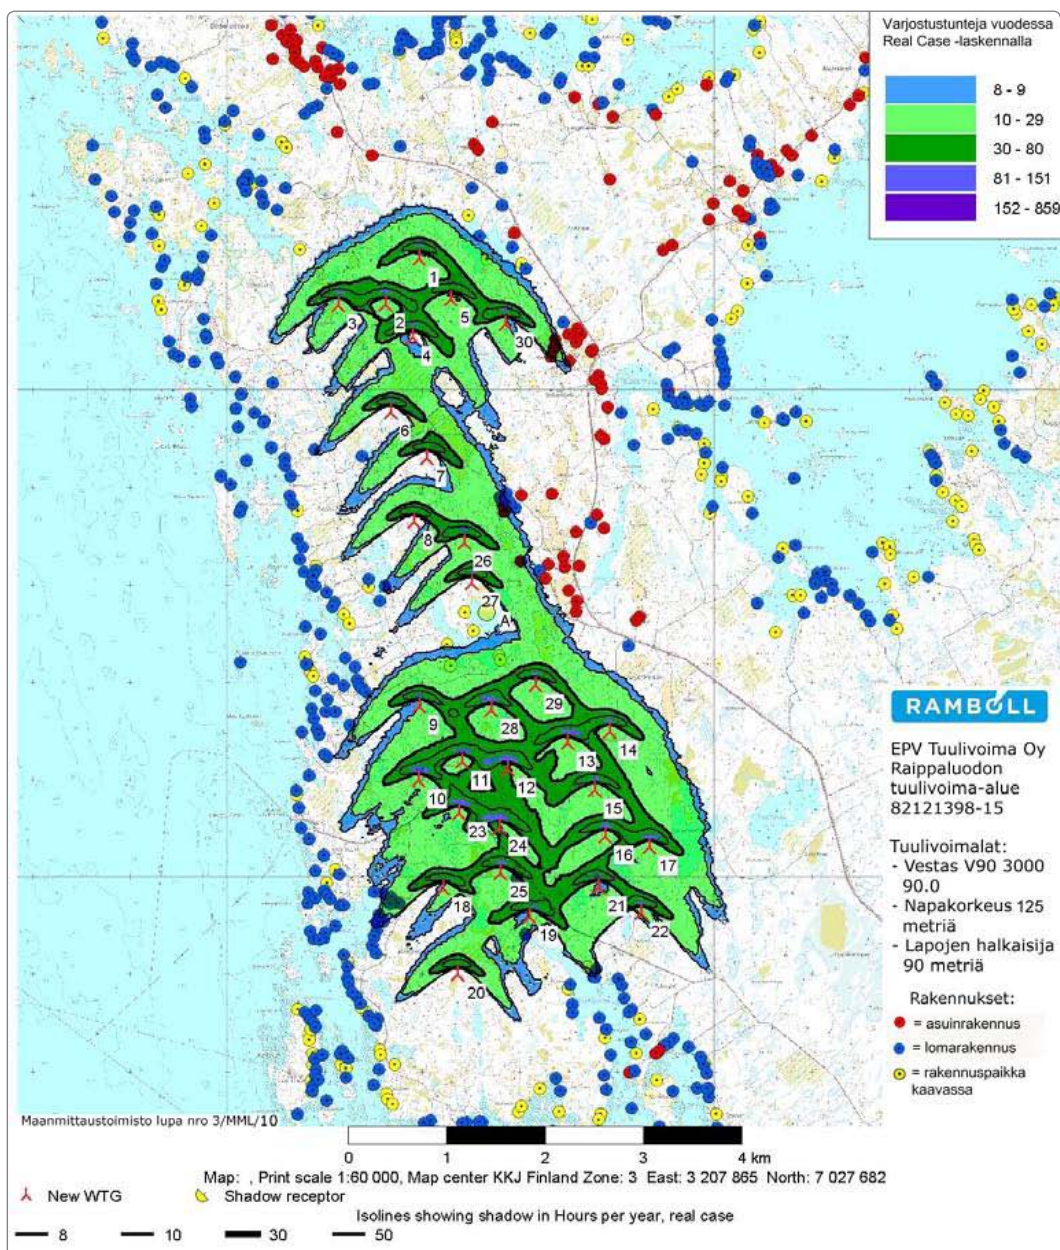 Varjostustunteja vuodessa
Real Case -laskennalla
8 - 9
10 - 29
30 - 80
81 - 151
152 - 859
1
2
3
4
5
30
6
7
8
26
27
A
29
9
28
14
13
11
12
10
15
23
24
16
17
25
18
21
22
19
20
RAMBOLL
EPV Tuulivoima Oy
Raippaluodon
tuulivoima-alue
82121398-15
Tuulivoimalat:
- Vestas V90 3000
90.0
- Napakorkeus 125
metriä
- Lapojen halkaisija
90 metriä
Rakennukset:
= asuinrakennus
= lomarakennus
= rakennuspaikka
kaavassa
Maanmittaustoimisto lupa nro 3/MML/10
0 1 2 3 4 km
Map: , Print scale 1:60 000, Map center KKJ Finland Zone: 3 East: 3 207 865 North: 7 027 682
New WTG Shadow receptor
Isolines showing shadow in Hours per year, real case
8 10 30 50